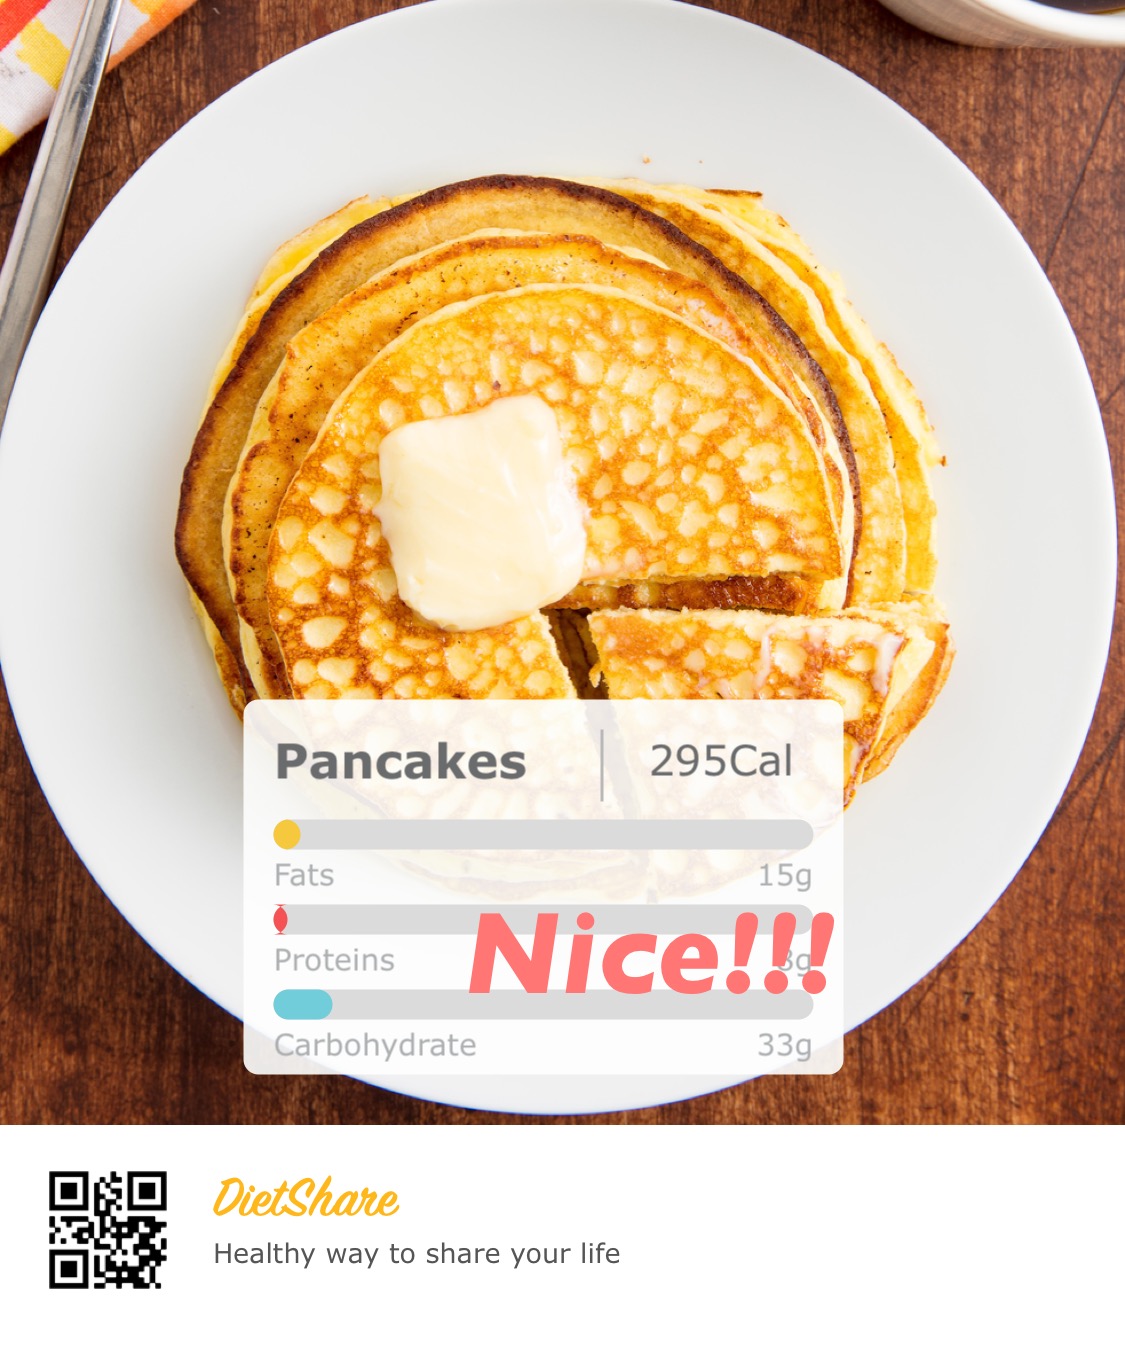 Pancakes 295Cal
Fats 15g
Nice!!!
Proteins
Carbohydrate 33g
DietShare
Healthy way to share your life